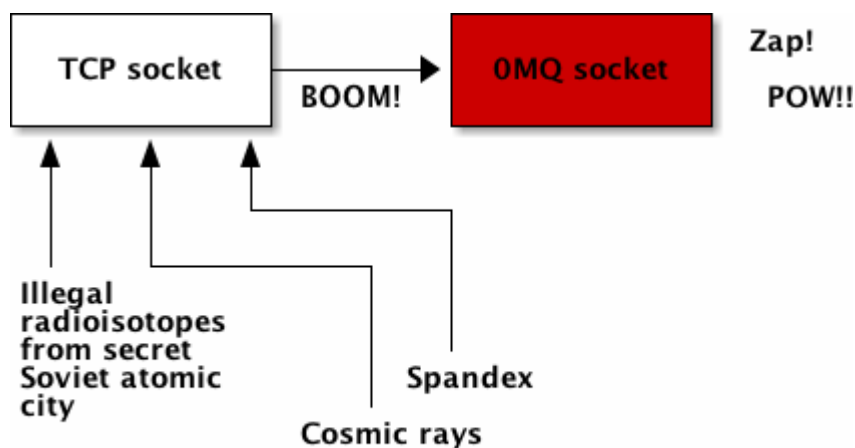 TCP socket
BOOM!
0MQ socket
Zap!
POW!!
Illegal
radioisotopes
from secret
Soviet atomic
city
Spandex
Cosmic rays